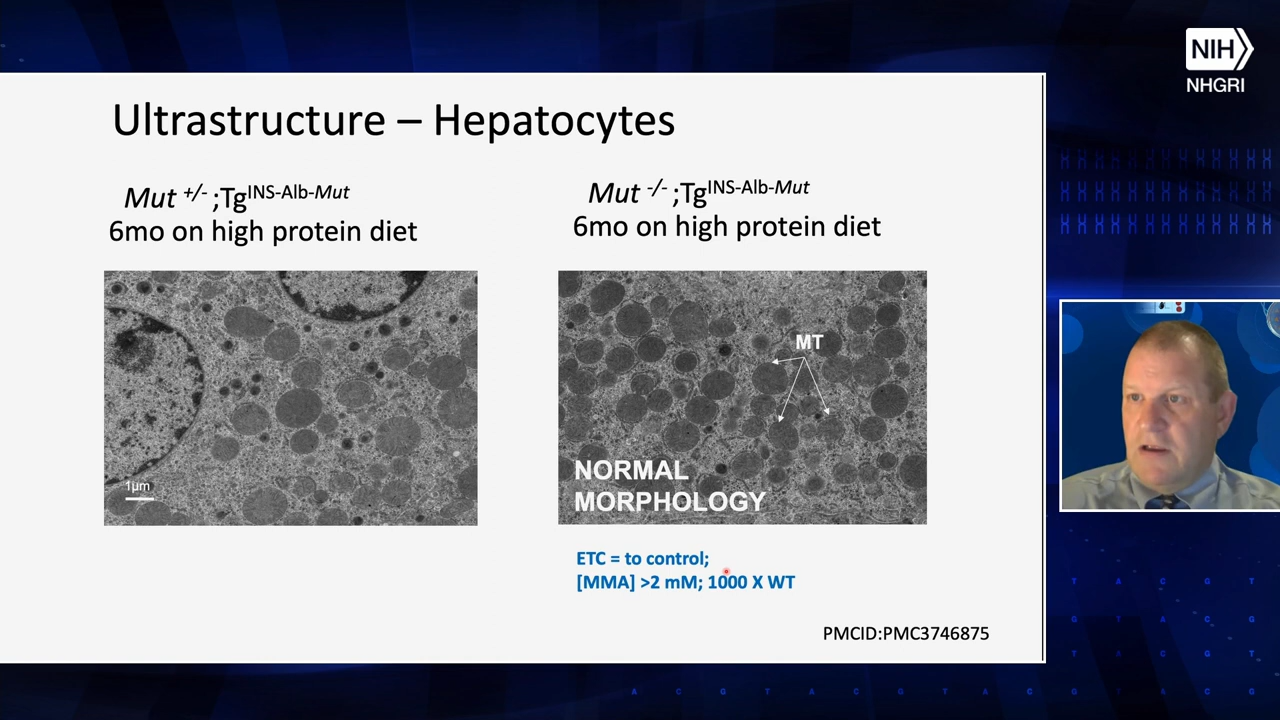 NIH
NHGRI
Ultrastructure – Hepatocytes
Mut +/- ;TgINS-Alb-Mut
6mo on high protein diet
Mut -/- ;TgINS-Alb-Mut
6mo on high protein diet
1µm
MT
NORMAL
MORPHOLOGY
ETC = to control;
[MMA] >2 mM; 1000 X WT
PMCID:PMC3746875
T A C G T
G T A C G
T A C G T
A C G T A C G T A C G T A C G